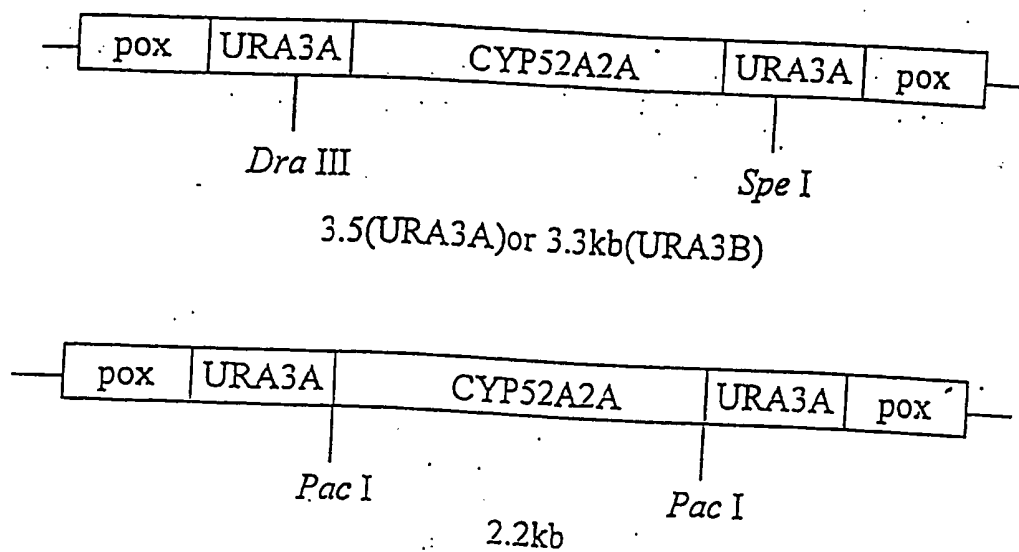 pox URA3A CYP52A2A URA3A pox
Dra III Spe I
3.5(URA3A)or 3.3kb(URA3B)
pox URA3A CYP52A2A URA3A pox
Pac I Pac I
2.2kb